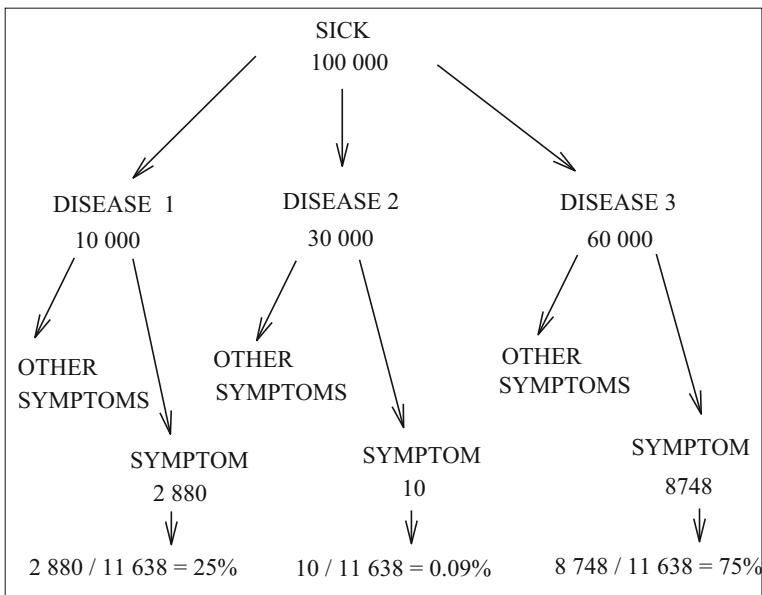 SICK
100 000
DISEASE 1
10 000
DISEASE 2
30 000
DISEASE 3
60 000
OTHER
SYMPTOMS
SYMPTOM
2 880
OTHER
SYMPTOMS
SYMPTOM
10
OTHER
SYMPTOMS
SYMPTOM
8748
2 880 / 11 638 = 25%
10 / 11 638 = 0.09%
8 748 / 11 638 = 75%